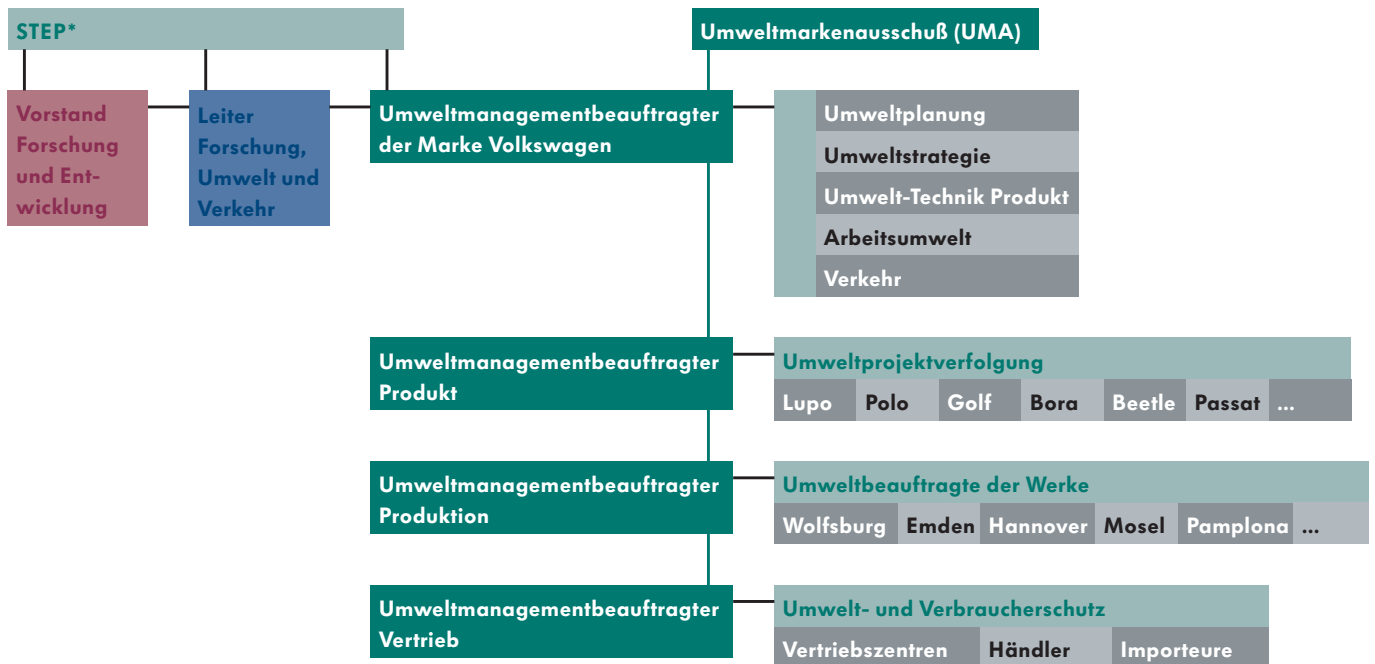 STEP*
Umweltmarkenausschuß (UMA)
Vorstand
Forschung
und Ent-
wicklung
Leiter
Forschung,
Umwelt und
Verkehr
Umweltmanagementbeauftragter
der Marke Volkswagen
Umweltplanung
Umweltstrategie
Umwelt-Technik Produkt
Arbeitsumwelt
Verkehr
Umweltmanagementbeauftragter
Produkt
Umweltprojektverfolgung
Lupo Polo Golf Bora Beetle Passat ...
Umweltmanagementbeauftragter
Produktion
Umweltbeauftragte der Werke
Wolfsburg Emden Hannover Mosel Pamplona ...
Umweltmanagementbeauftragter
Vertrieb
Umwelt- und Verbraucherschutz
Vertriebszentren Händler Importeure